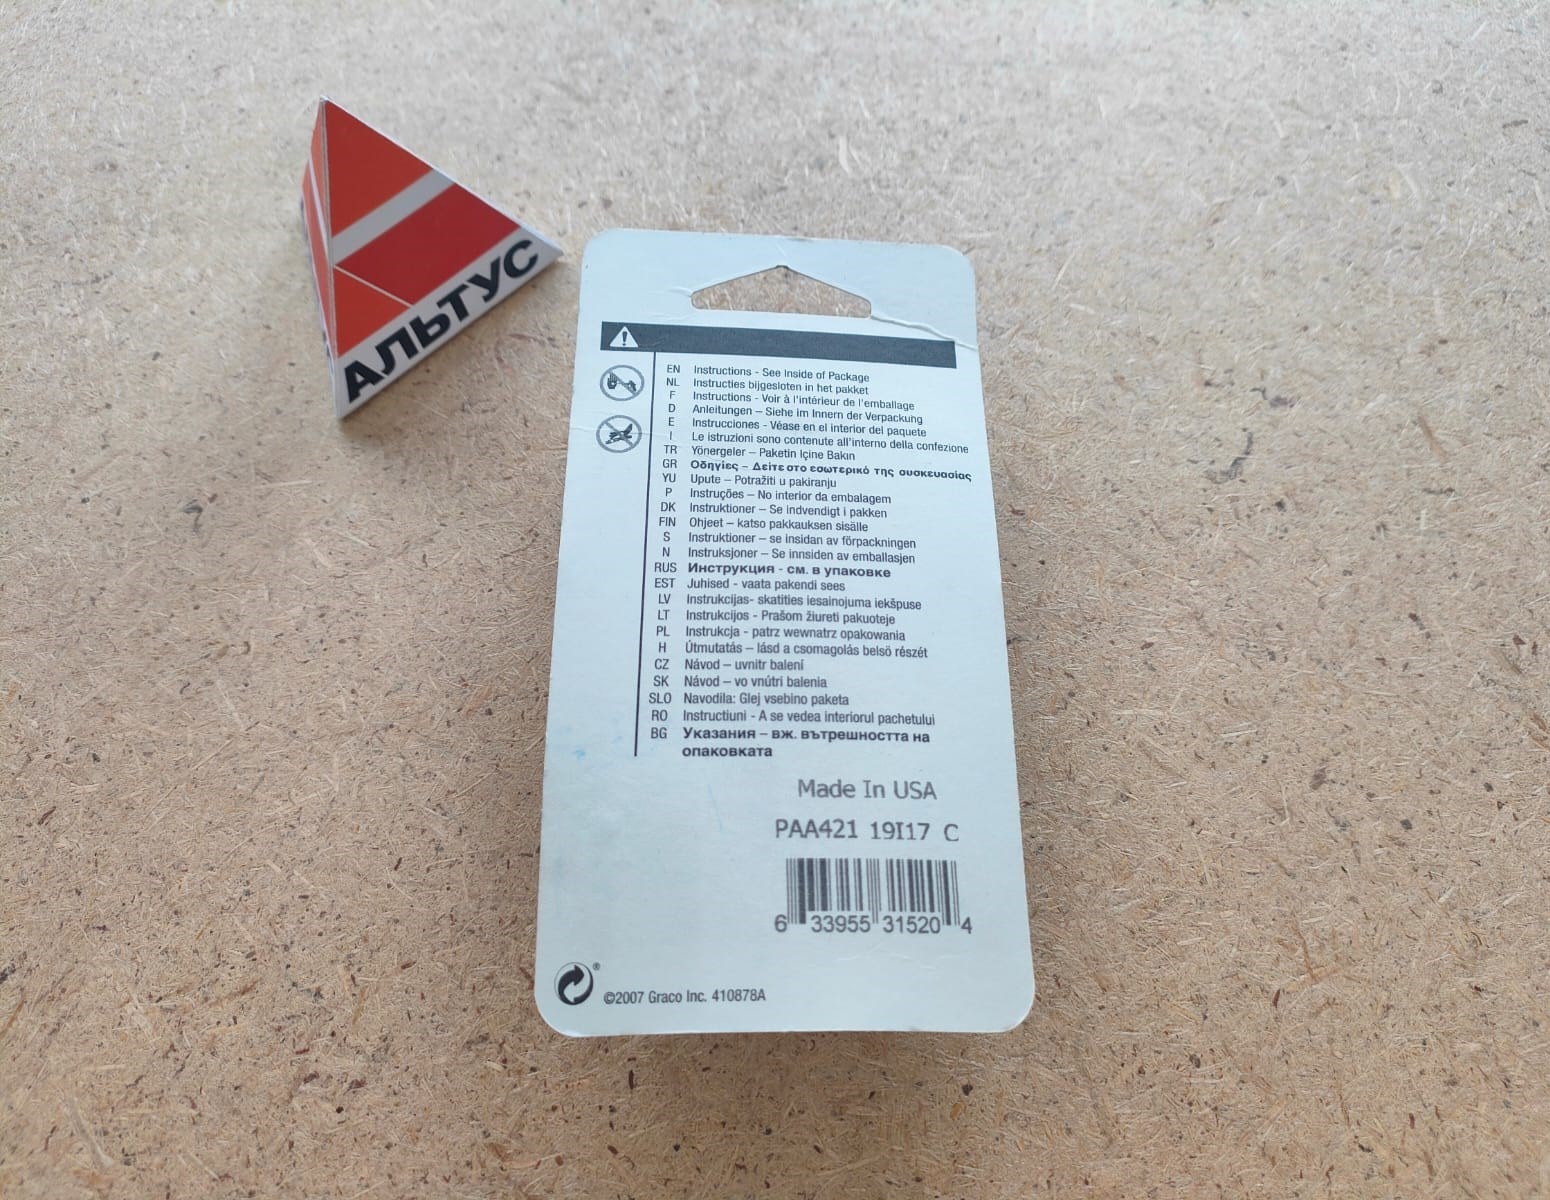 АЛЬТУС
EN Instructions - See Inside of Package
NL Instructies bijgesloten in het pakket
F Instructions - Voir à l'intérieur de l'emballage
D Anleitungen – Siehe im Innern der Verpackung
E Instrucciones - Véase en el interior del paquete
I Le istruzioni sono contenute all'interno della confezione
TR Yönergeler – Paketin Içine Bakın
GR Οδηγίες – Δείτε στο εσωτερικό της συσκευασίας
YU Upute – Potražiti u pakiranju
P Instruções – No interior da embalagem
DK Instruktioner – Se indvendigt i pakken
FIN Ohjeet – katso pakkauksen sisälle
S Instruktioner – se insidan av förpackningen
N Instruksjoner – Se innsiden av emballasjen
RUS Инструкция - см. в упаковке
EST Juhised - vaata pakendi sees
LV Instrukcijas- skatities iesainojuma iekšpuse
LT Instrukcijos - Prašom žiureti pakuoteje
PL Instrukcja - patrz wewnatrz opakowania
H Útmutatás – lásd a csomagolás belsö részét
CZ Návod – uvnitr balení
SK Návod – vo vnútri balenia
SLO Navodila: Glej vsebino paketa
RO Instructiuni - A se vedea interiorul pachetului
BG Указания – вж. вътрешността на
опаковката
Made In USA
PAA421 19I17 C
6 33955 31520 4
©2007 Graco Inc. 410878A